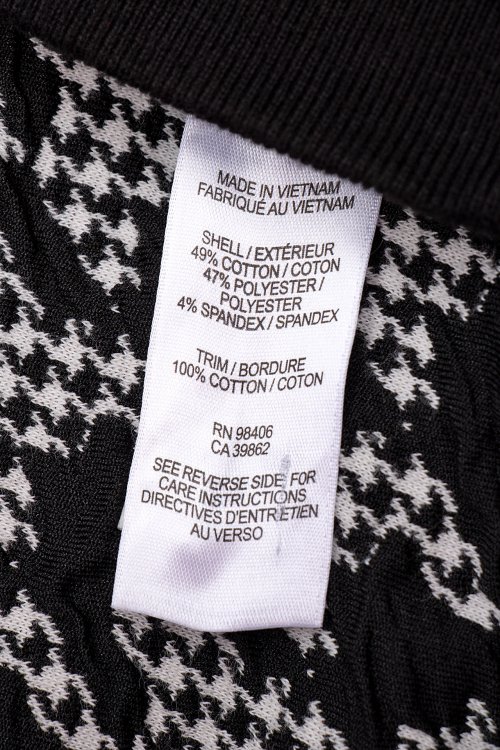 MADE IN VIETNAM
FABRIQUÉ AU VIETNAM
SHELL / EXTÉRIEUR
49% COTTON / COTON
47% POLYESTER /
POLYESTER
4% SPANDEX / SPANDEX
TRIM / BORDURE
100% COTTON / COTON
RN 98406
CA 39862
SEE REVERSE SIDE FOR
CARE INSTRUCTIONS
DIRECTIVES D'ENTRETIEN
AU VERSO